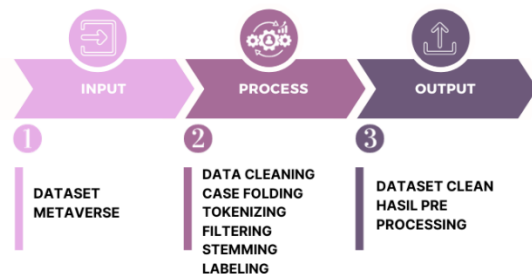 INPUT
PROCESS
OUTPUT
1
2
3
DATASET
METAVERSE
DATA CLEANING
CASE FOLDING
TOKENIZING
FILTERING
STEMMING
LABELING
DATASET CLEAN
HASIL PRE
PROCESSING